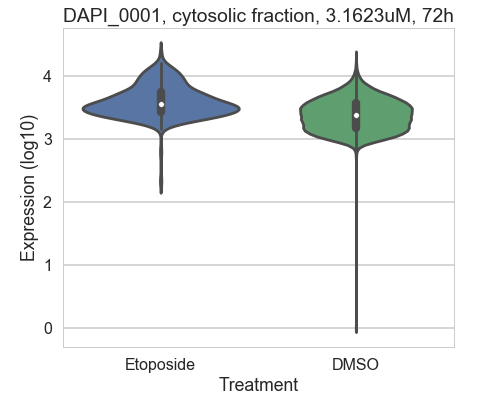 DAPI_0001, cytosolic fraction, 3.1623uM, 72h
Expression (log10)
4
3
2
1
0
Etoposide DMSO
Treatment